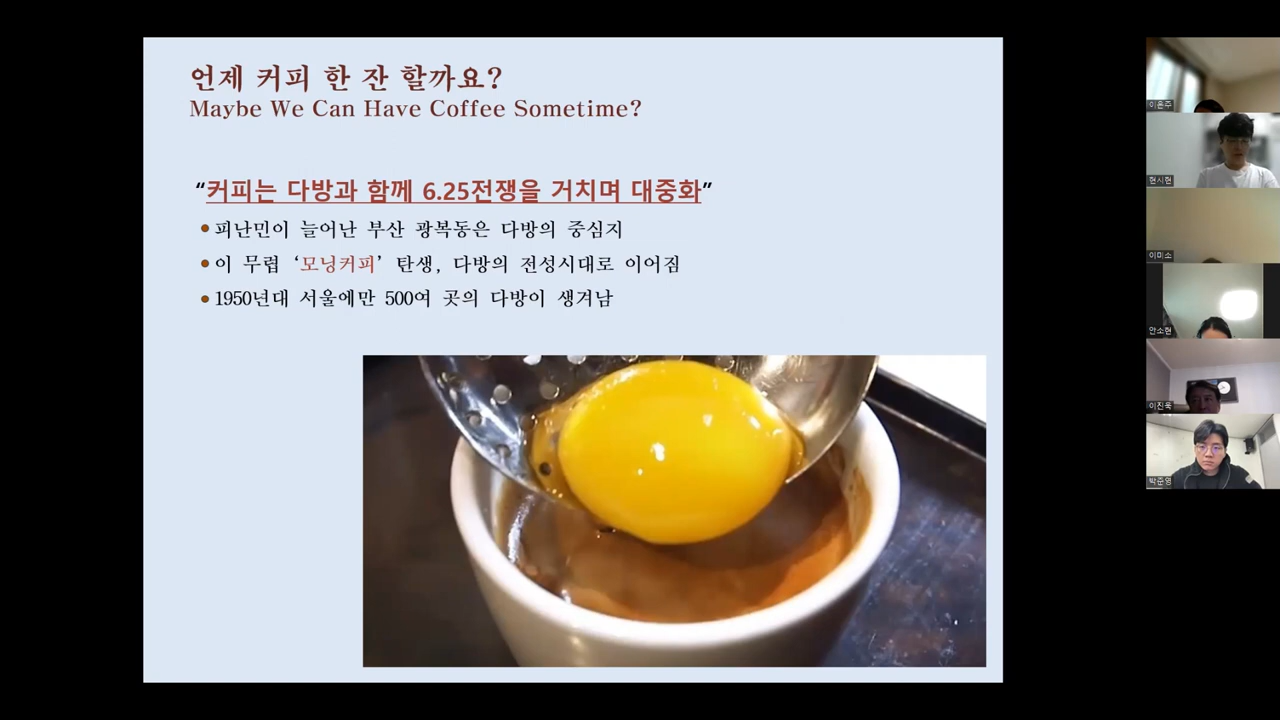 언제 커피 한 잔 할까요?
Maybe We Can Have Coffee Sometime?
“커피는 다방과 함께 6.25전쟁을 거치며 대중화”
피난민이 늘어난 부산 광복동은 다방의 중심지
이 무렵 ‘모닝커피’ 탄생, 다방의 전성시대로 이어짐
1950년대 서울에만 500여 곳의 다방이 생겨남
이윤주
현시현
이미소
안소현
이진욱
박준영